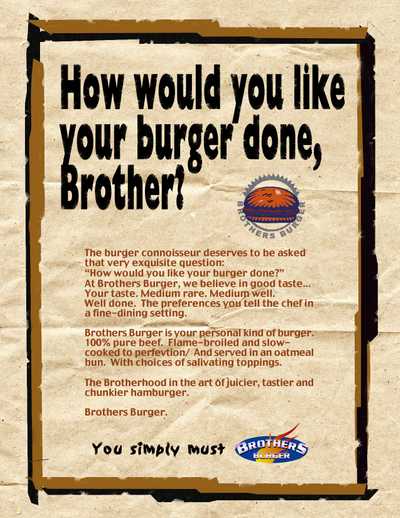 How would you like
your burger done,
Brother?
BROTHERS BURGER
The burger connoisseur deserves to be asked
that very exquisite question:
“How would you like your burger done?”
At Brothers Burger, we believe in good taste...
Your taste. Medium rare. Medium well.
Well done. The preferences you tell the chef in
a fine-dining setting.
Brothers Burger is your personal kind of burger.
100% pure beef. Flame-broiled and slow-
cooked to perfevtion/ And served in an oatmeal
bun. With choices of salivating toppings.
The Brotherhood in the art of juicier, tastier and
chunkier hamburger.
Brothers Burger.
You simply must
BROTHERS
BURGER